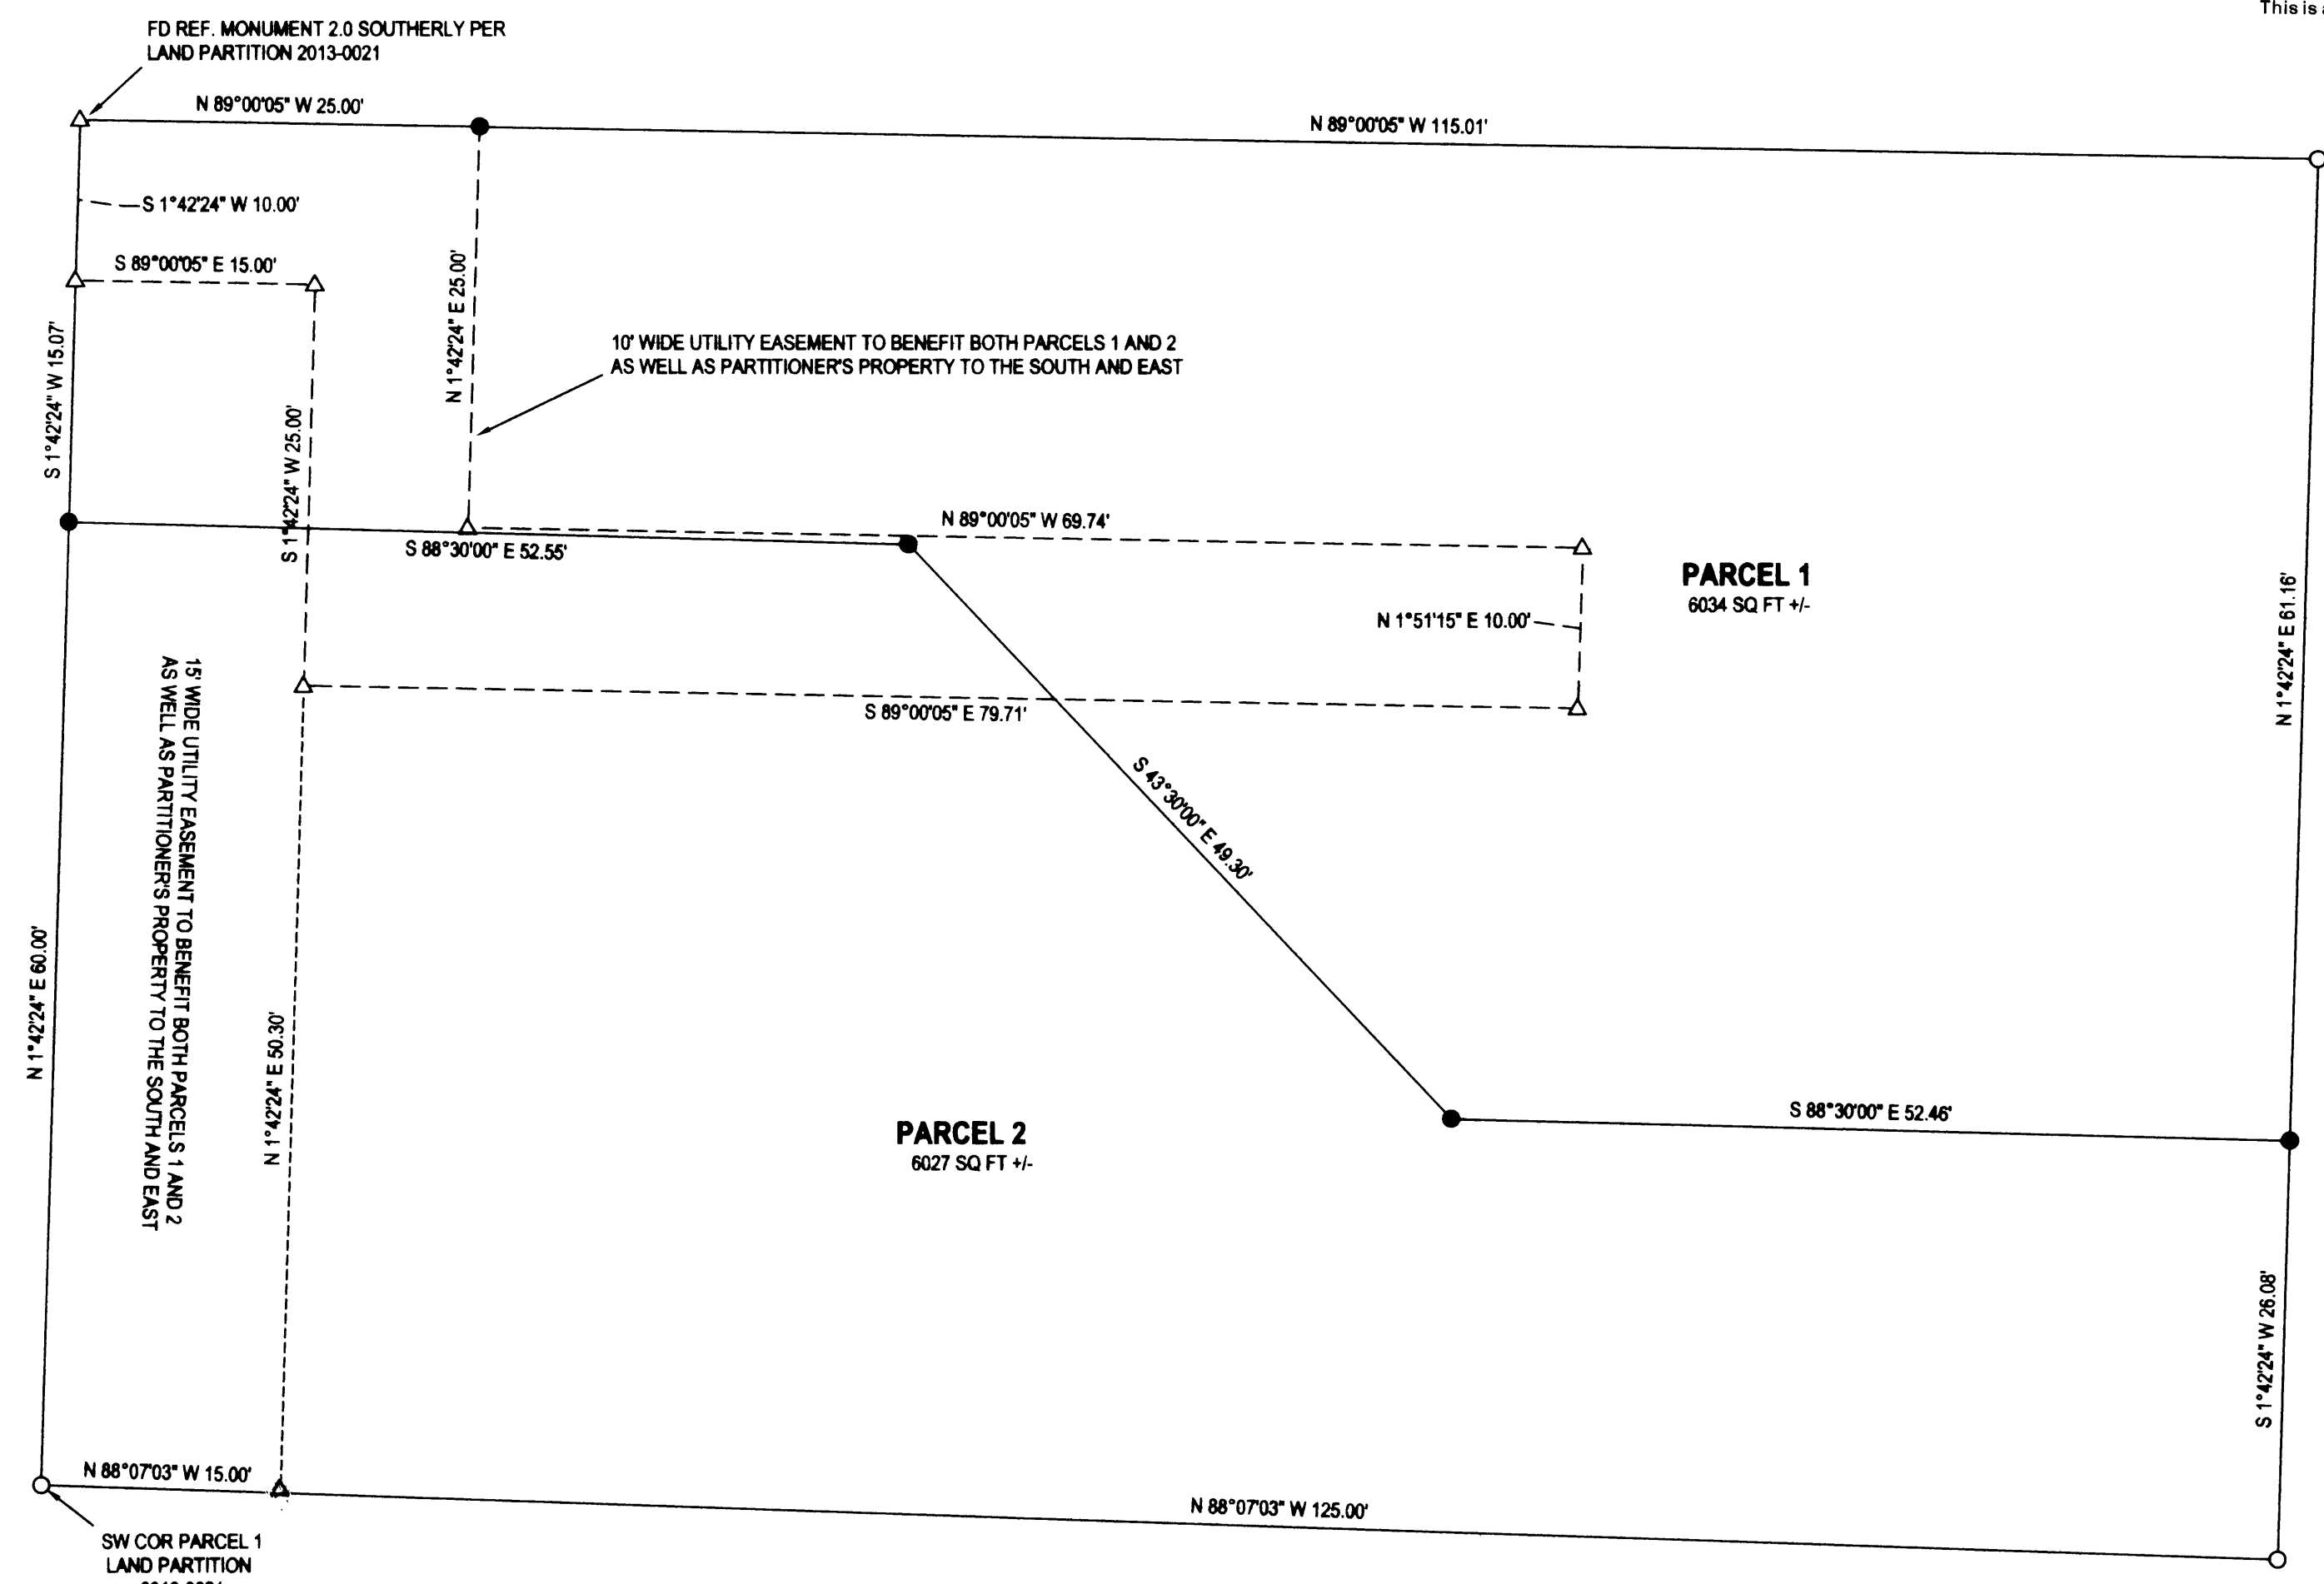 This is a
FD REF. MONUMENT 2.0 SOUTHERLY PER
LAND PARTITION 2013-0021
N 89°00'05" W 25.00'
N 89°00'05" W 115.01'
S 1°42'24" W 10.00'
S 89°00'05" E 15.00'
N 1°42'24" E 25.00'
S 1°42'24" W 15.07'
S 1°42'24" W 25.00'
10' WIDE UTILITY EASEMENT TO BENEFIT BOTH PARCELS 1 AND 2
AS WELL AS PARTITIONER'S PROPERTY TO THE SOUTH AND EAST
N 89°00'05" W 69.74'
S 88°30'00" E 52.55'
PARCEL 1
6034 SQ FT +/-
N 1°51'15" E 10.00'
N 1°42'24" E 61.16'
S 89°00'05" E 79.71'
15' WIDE UTILITY EASEMENT TO BENEFIT BOTH PARCELS 1 AND 2
AS WELL AS PARTITIONER'S PROPERTY TO THE SOUTH AND EAST
S 43°30'00" E 49.30'
N 1°42'24" E 60.00'
N 1°42'24" E 50.30'
PARCEL 2
6027 SQ FT +/-
S 88°30'00" E 52.46'
S 1°42'24" W 26.08'
N 88°07'03" W 15.00'
N 88°07'03" W 125.00'
SW COR PARCEL 1
LAND PARTITION